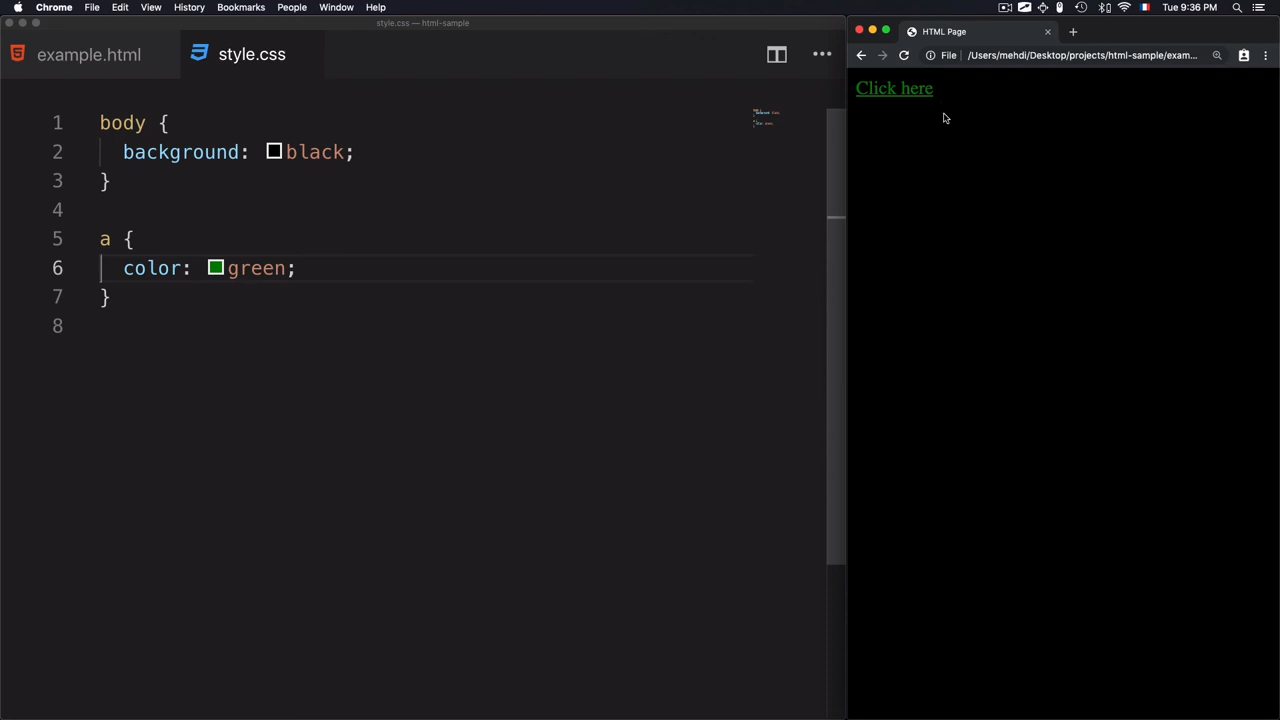 Chrome File Edit View History Bookmarks People Window Help Tue 9:36 PM
style.css — html-sample
HTML Page
example.html style.css
File /Users/mehdi/Desktop/projects/html-sample/exam...
Click here
1 body {
2 background: black;
3 }
4
5 a {
6 color: green;
7 }
8